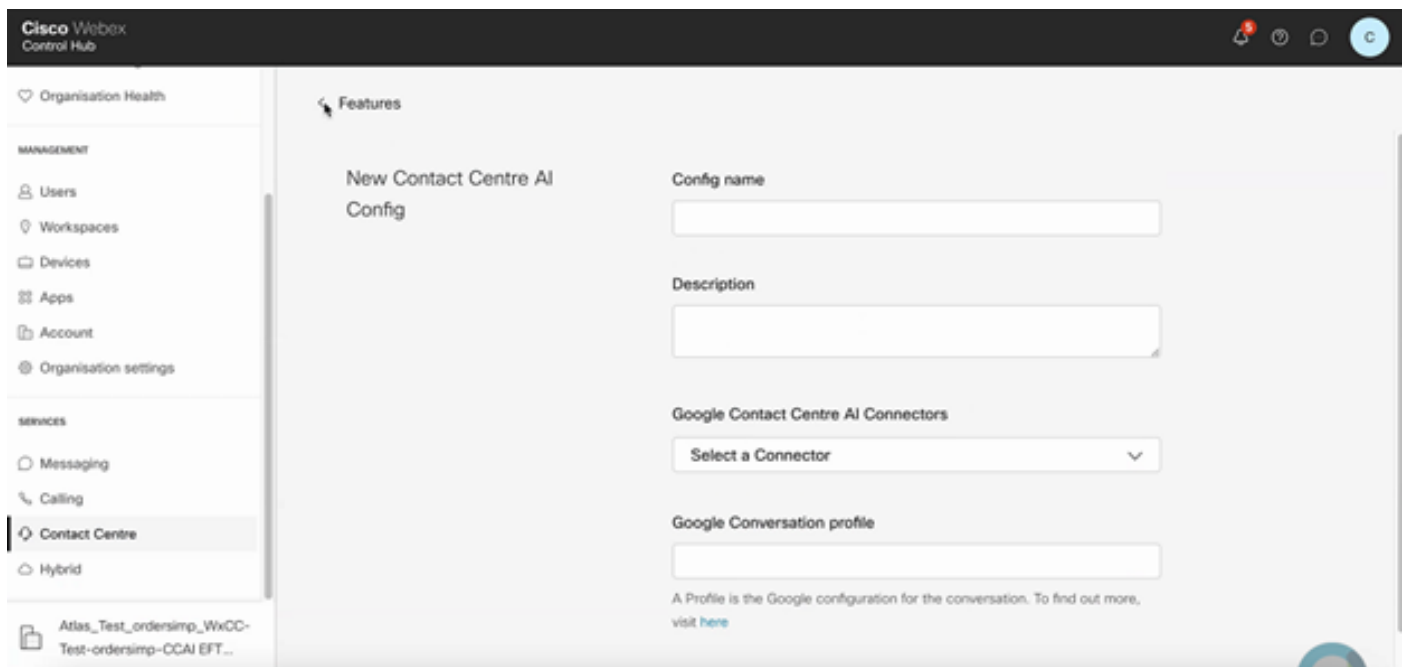 Cisco Webex
Control Hub
5
C
Organisation Health
MANAGEMENT
Users
Workspaces
Devices
Apps
Account
Organisation settings
SERVICES
Messaging
Calling
Contact Centre
Hybrid
Atlas_Test_ordersimp_WxCC-
Test-ordersimp-CCAI EFT...
Features
New Contact Centre AI
Config
Config name
Description
Google Contact Centre AI Connectors
Select a Connector
Google Conversation profile
A Profile is the Google configuration for the conversation. To find out more,
visit here